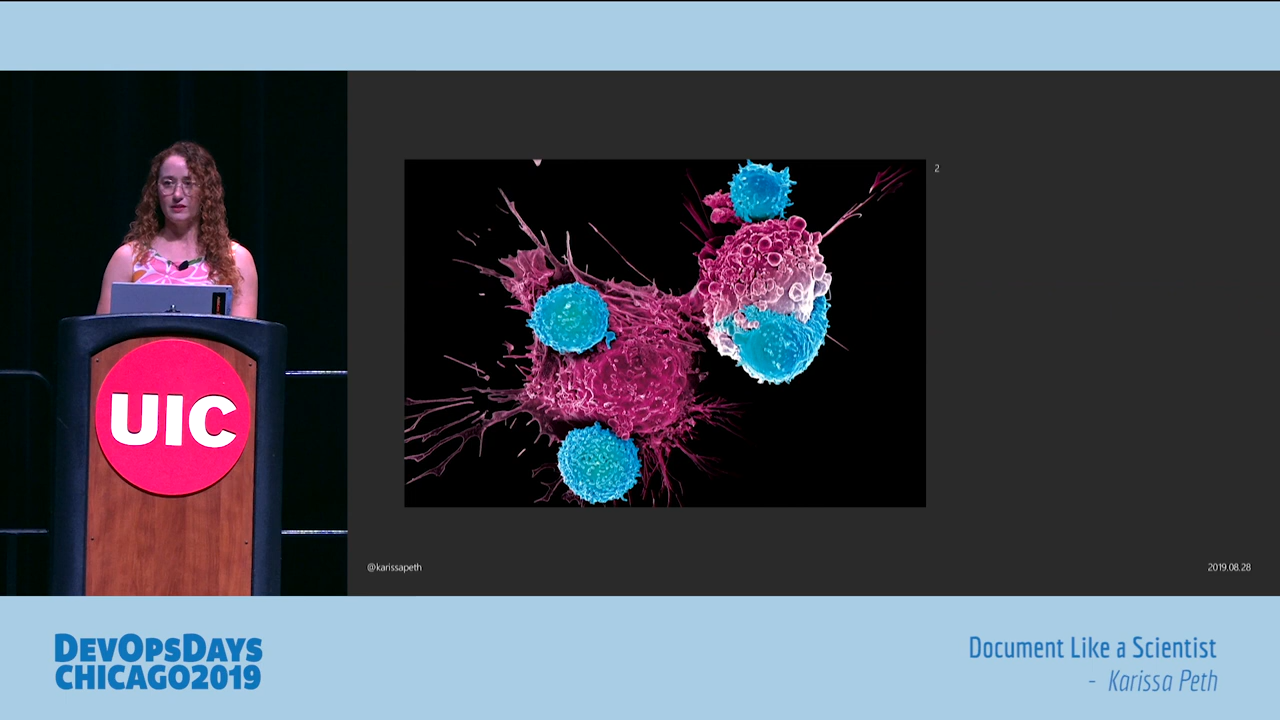 2
UIC
@karissapeth
2019.08.28
DevOpsDays
CHICAGO2019
Document Like a Scientist
- Karissa Peth